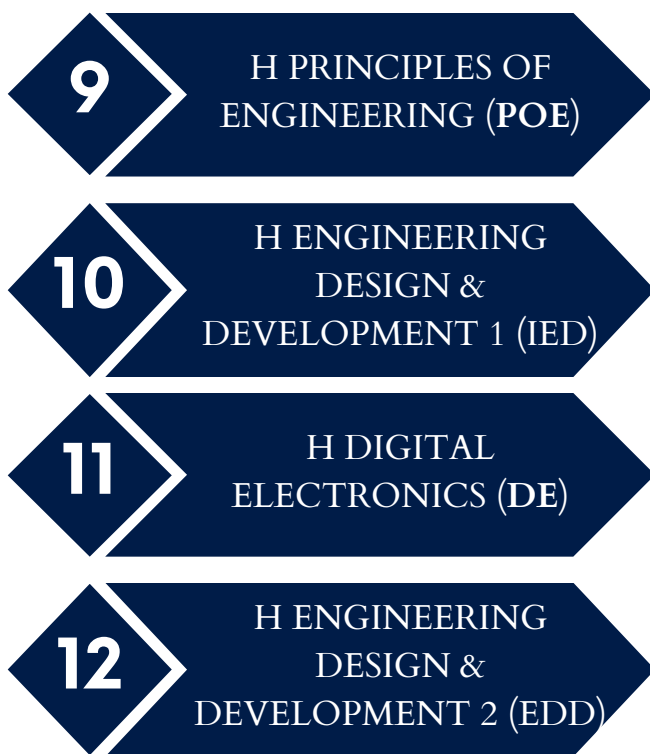 9
H PRINCIPLES OF
ENGINEERING (POE)
10
H ENGINEERING
DESIGN &
DEVELOPMENT 1 (IED)
11
H DIGITAL
ELECTRONICS (DE)
12
H ENGINEERING
DESIGN &
DEVELOPMENT 2 (EDD)